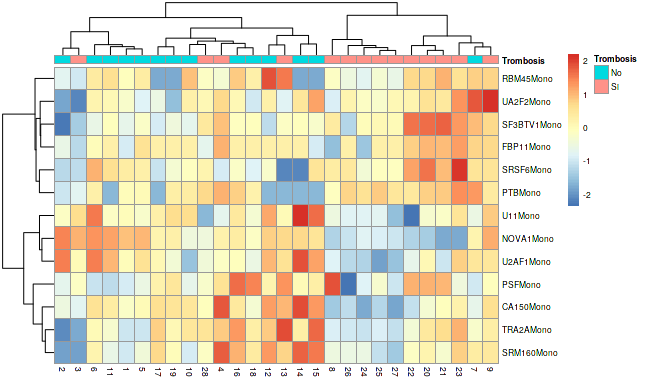 Trombosis
Trombosis
No
SI
RBM45Mono
UA2F2Mono
SF3BTV1Mono
FBP11Mono
SRSF6Mono
PTBMono
U11Mono
NOVA1Mono
U2AF1Mono
PSFMono
CA150Mono
TRA2AMono
SRM160Mono
2
1
0
-1
-2
2 3 6 11 1 5 17 19 10 28 4 16 18 12 13 14 15 8 26 24 25 27 22 20 21 23 7 9